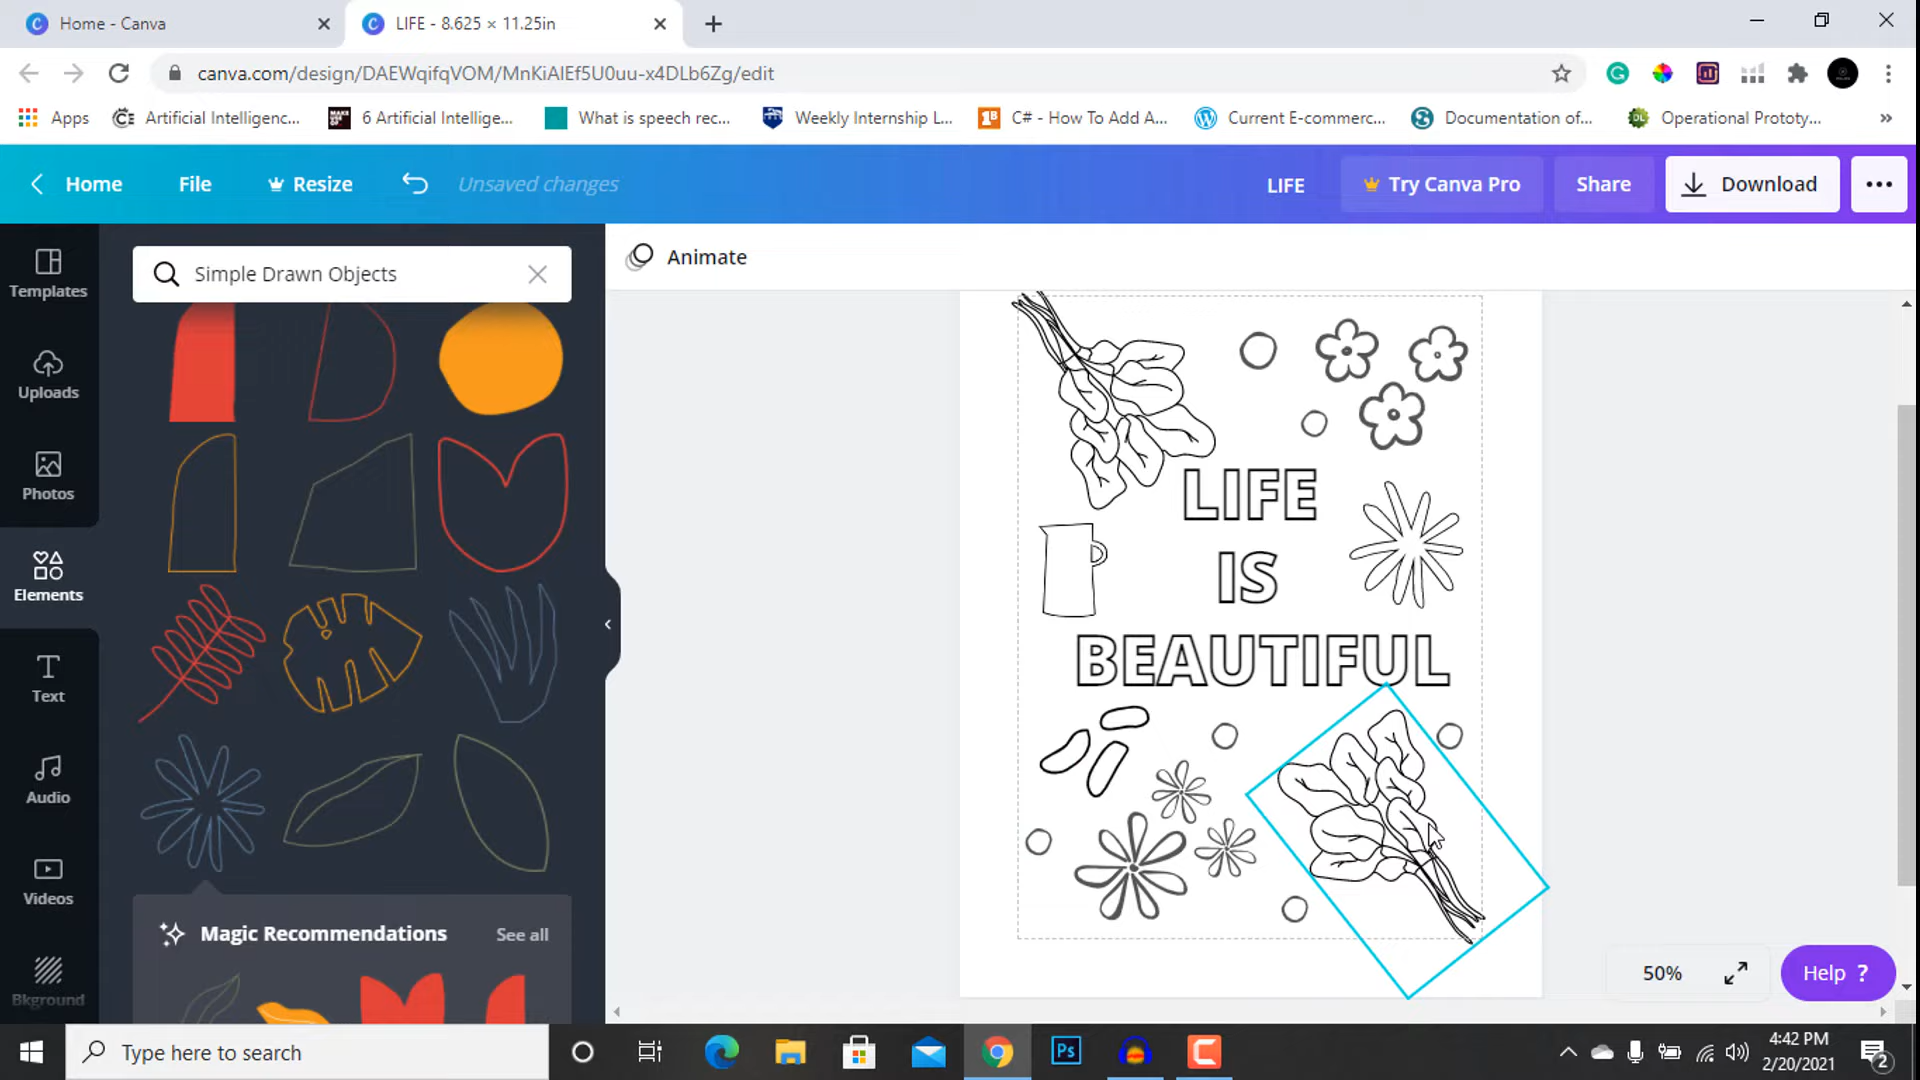 Home - Canva
LIFE - 8.625 × 11.25in
canva.com/design/DAEWqifqVOM/MnKiAIEf5U0uu-x4DLb6Zg/edit
Apps
Artificial Intelligenc...
6 Artificial Intellige...
What is speech rec...
Weekly Internship L...
C# - How To Add A...
Current E-commerc...
Documentation of...
Operational Prototy...
»
Home
File
Resize
Unsaved changes
LIFE
Try Canva Pro
Share
Download
Templates
Uploads
Photos
Elements
Text
Audio
Videos
Bkground
Simple Drawn Objects
Magic Recommendations
See all
Animate
LIFE
IS
BEAUTIFUL
50%
Help ?
Type here to search
Ps
4:42 PM
2/20/2021
2